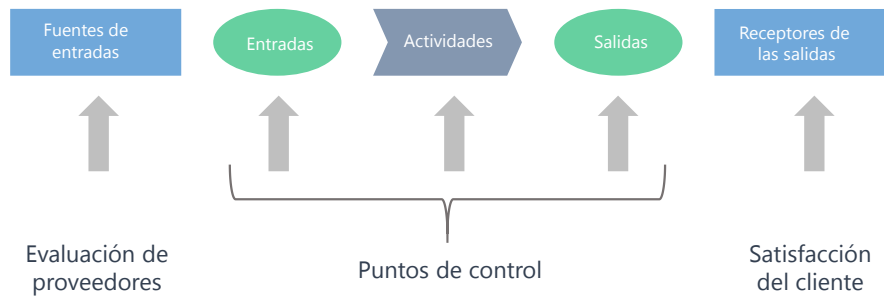 Fuentes de
entradas
Entradas
Actividades
Salidas
Receptores de
las salidas
Evaluación de
proveedores
Puntos de control
Satisfacción
del cliente